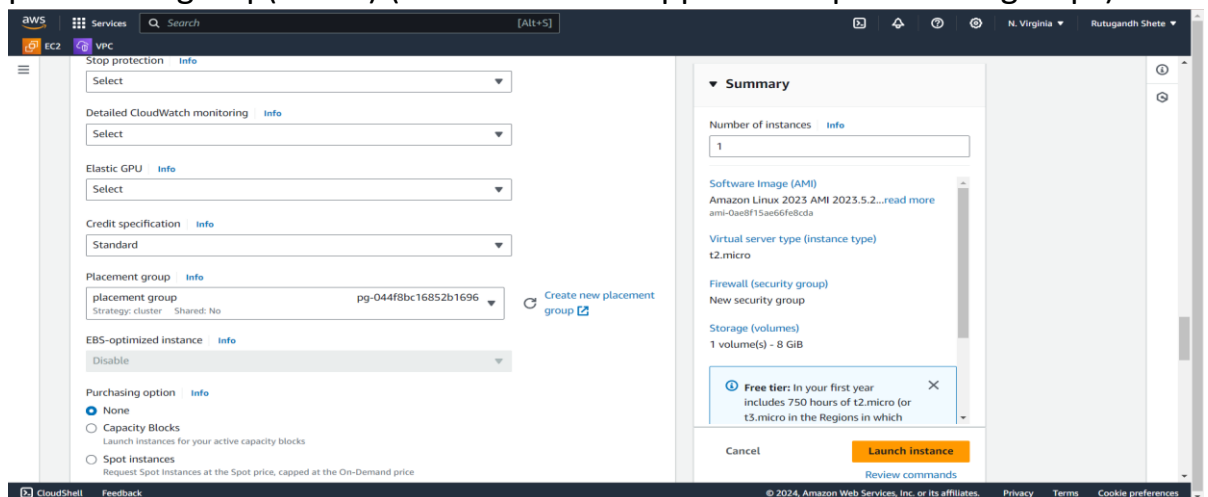 aws Services Search [Alt+S] N. Virginia Rutugandh Shete
EC2 VPC
Stop protection Info
Select
Detailed CloudWatch monitoring Info
Select
Elastic GPU Info
Select
Credit specification Info
Standard
Placement group Info
placement group pg-044f8bc16852b1696
Strategy: cluster Shared: No
Create new placement
group
EBS-optimized instance Info
Disable
Purchasing option Info
None
Capacity Blocks
Launch instances for your active capacity blocks
Spot instances
Request Spot Instances at the Spot price, capped at the On-Demand price
Summary
Number of instances Info
1
Software Image (AMI)
Amazon Linux 2023 AMI 2023.5.2...read more
ami-0ae8f15ae66fe8cda
Virtual server type (instance type)
t2.micro
Firewall (security group)
New security group
Storage (volumes)
1 volume(s) - 8 GiB
Free tier: In your first year
includes 750 hours of t2.micro (or
t3.micro in the Regions in which
Cancel Launch instance
Review commands
CloudShell Feedback © 2024, Amazon Web Services, Inc. or its affiliates. Privacy Terms Cookie preferences